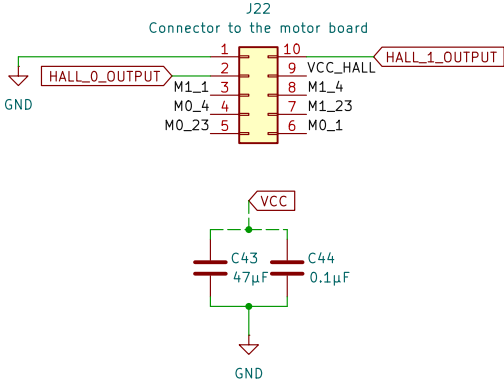 J22
Connector to the motor board
1 10 HALL_1_OUTPUT
HALL_0_OUTPUT 2 9 VCC_HALL
GND M1_1 3 8 M1_4
M0_4 4 7 M1_23
M0_23 5 6 M0_1
VCC
C43 C44
47µF 0.1µF
GND